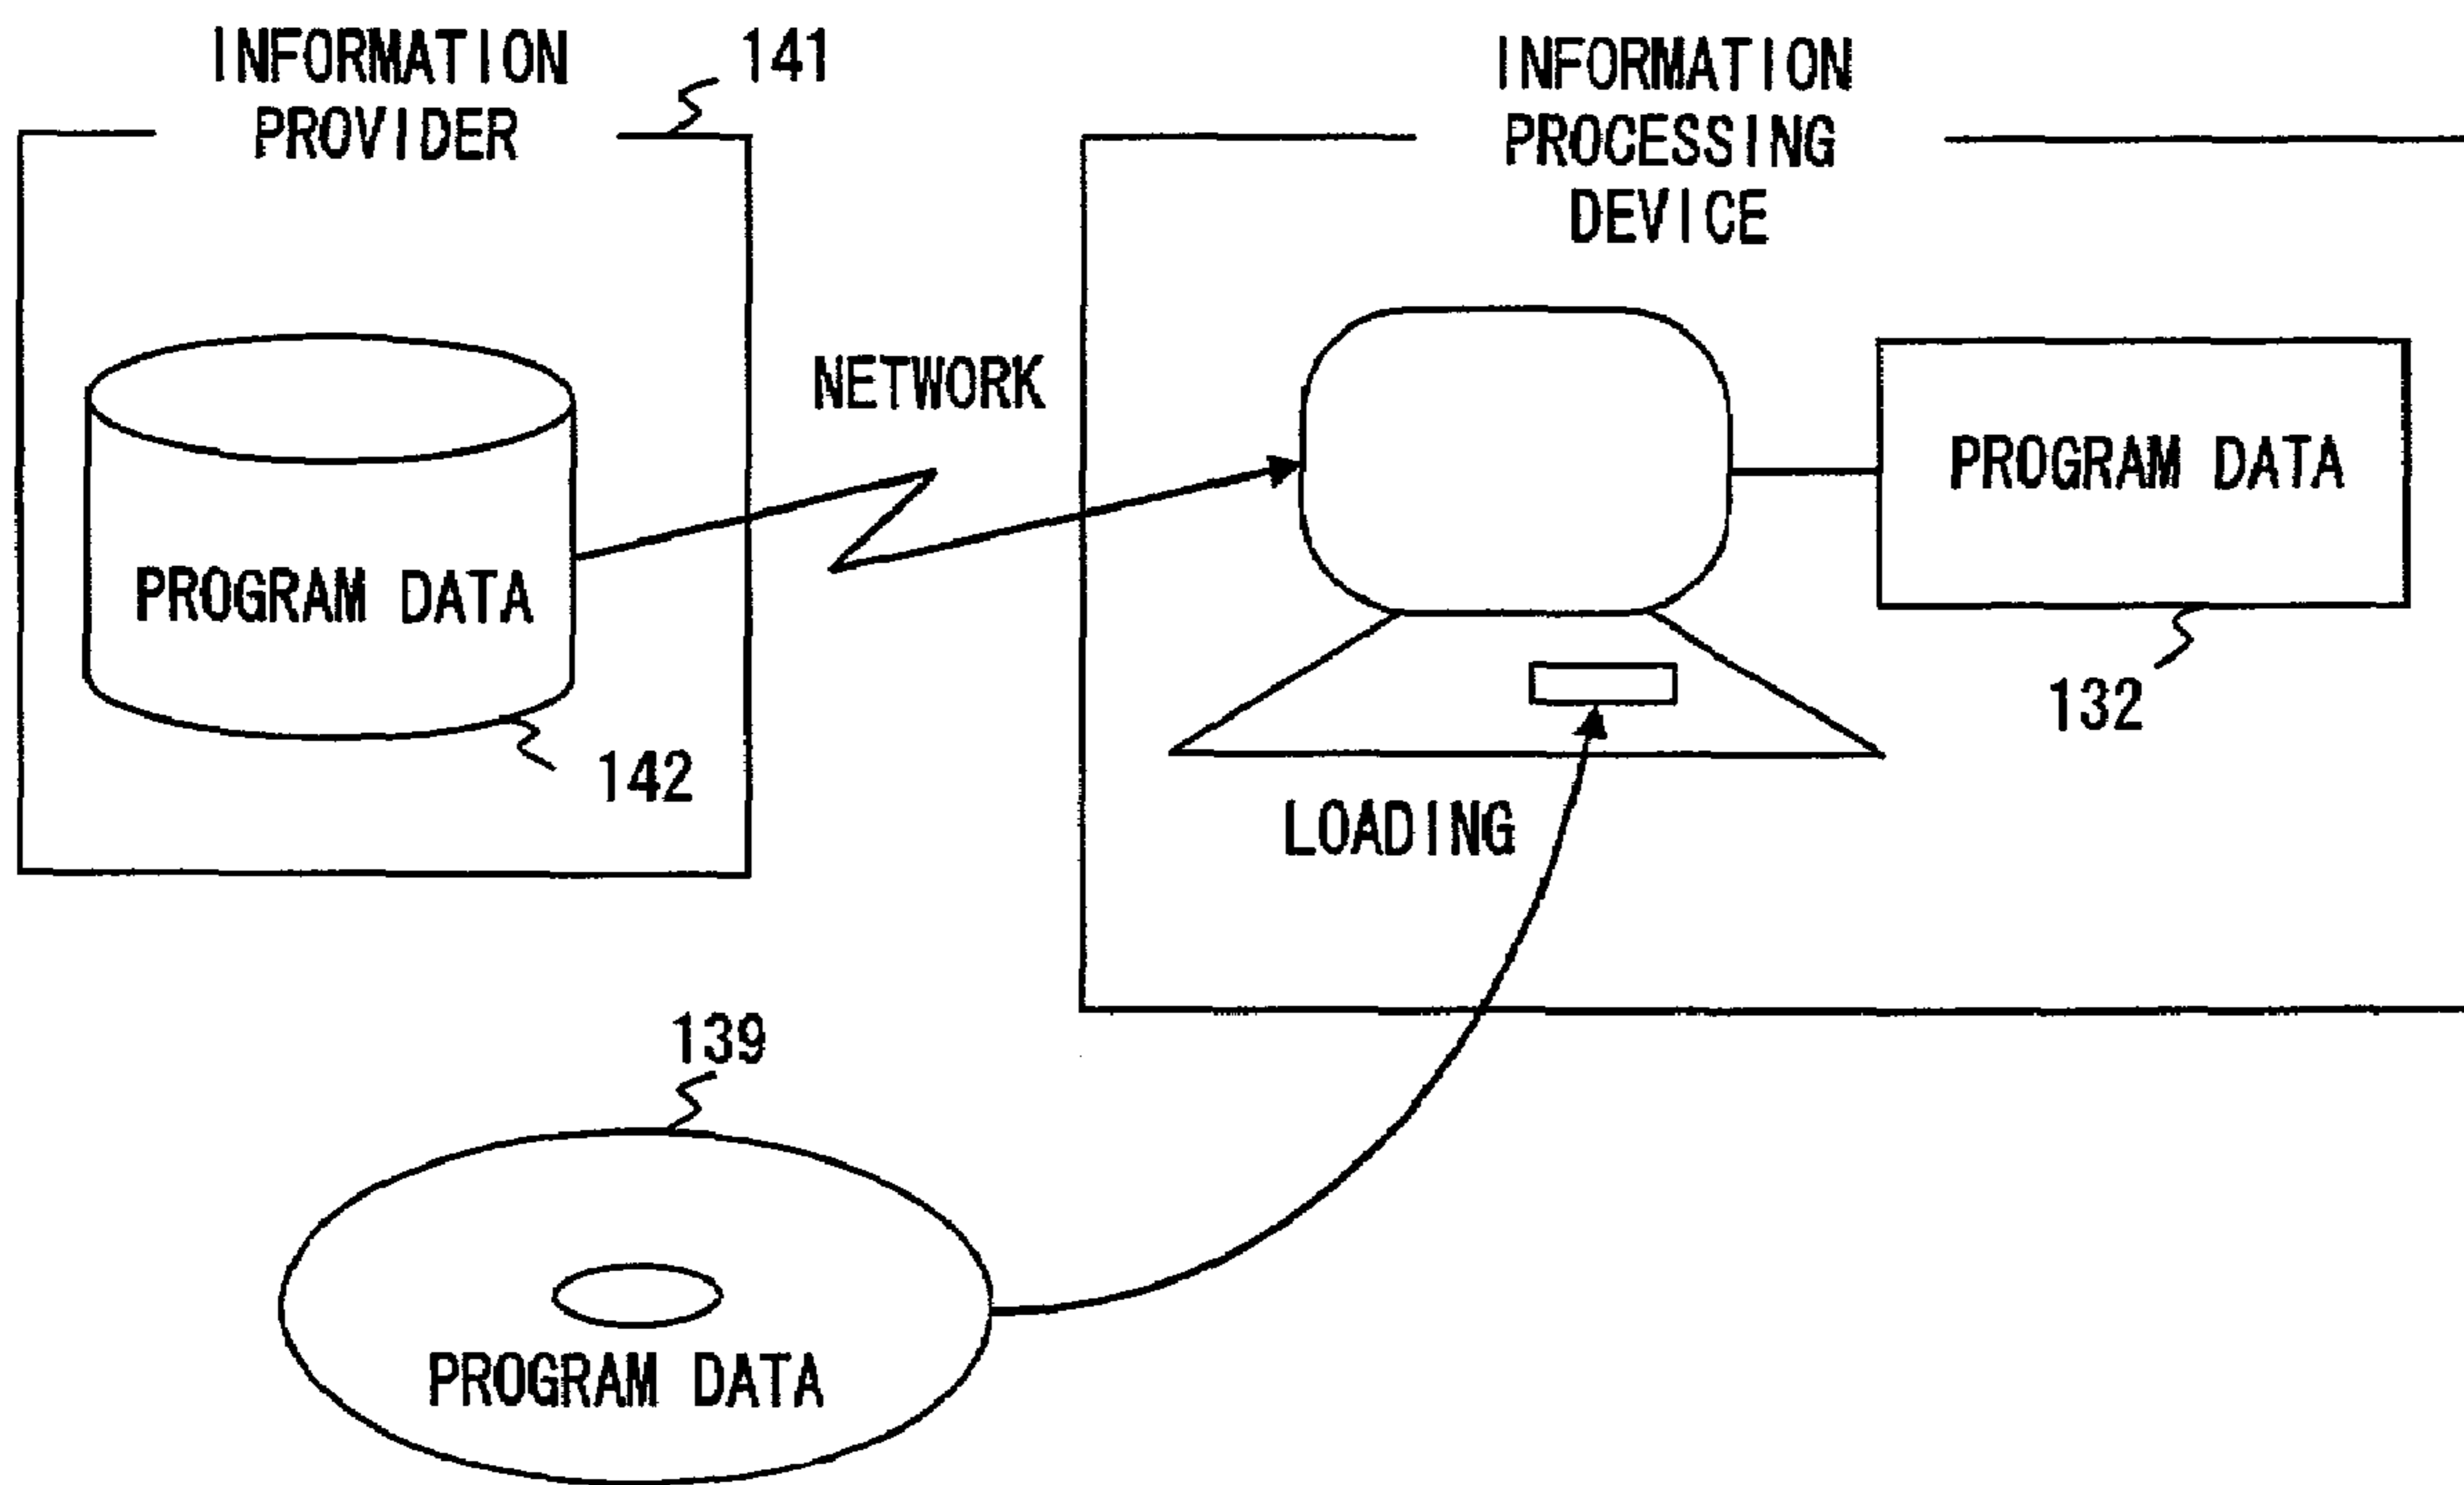 INFORMATION
PROVIDER
141
INFORMATION
PROCESSING
DEVICE
NETWORK
PROGRAM DATA
PROGRAM DATA
142
132
LOADING
139
PROGRAM DATA